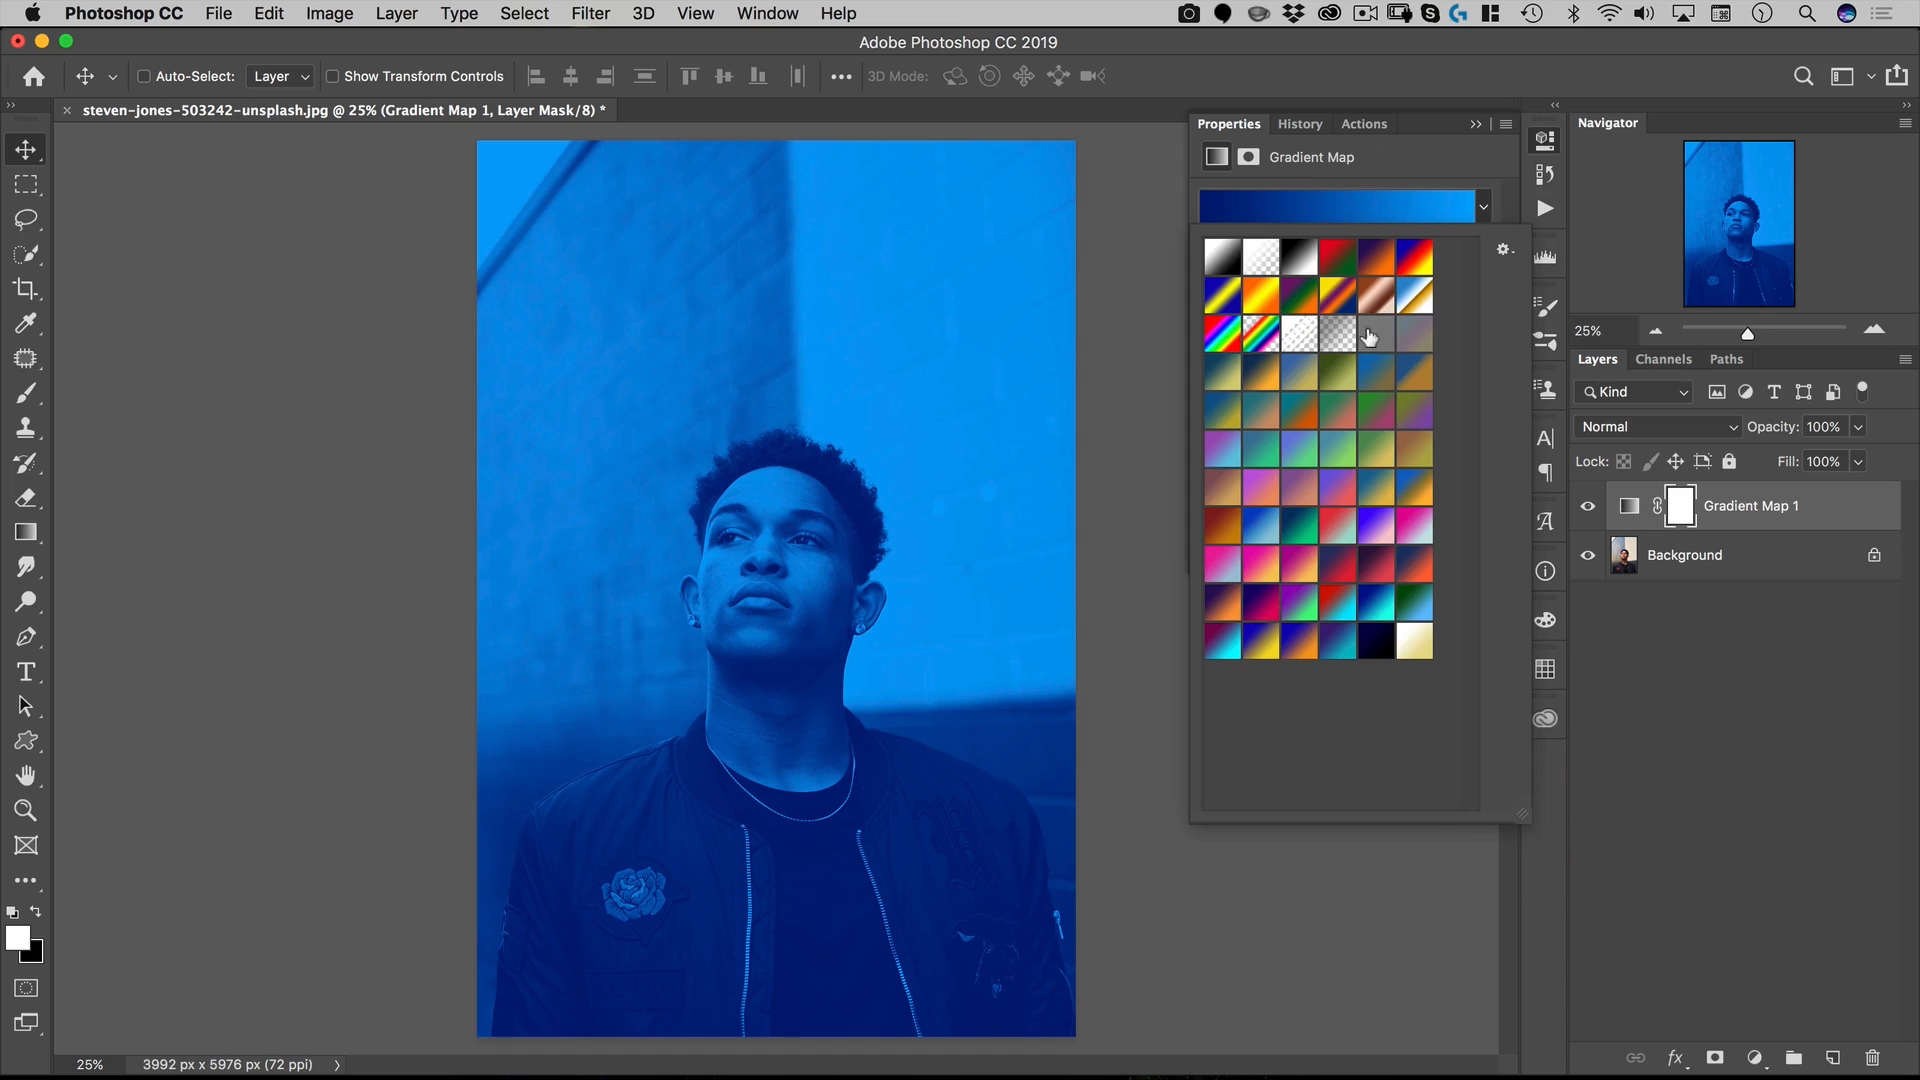 Photoshop CC File Edit Image Layer Type Select Filter 3D View Window Help
Adobe Photoshop CC 2019
Auto-Select: Layer Show Transform Controls 3D Mode:
steven-jones-503242-unsplash.jpg @ 25% (Gradient Map 1, Layer Mask/8) *
Properties History Actions
Gradient Map
Navigator
25%
Layers Channels Paths
Kind
Normal Opacity: 100%
Lock: Fill: 100%
Gradient Map 1
Background
25% 3992 px x 5976 px (72 ppi)